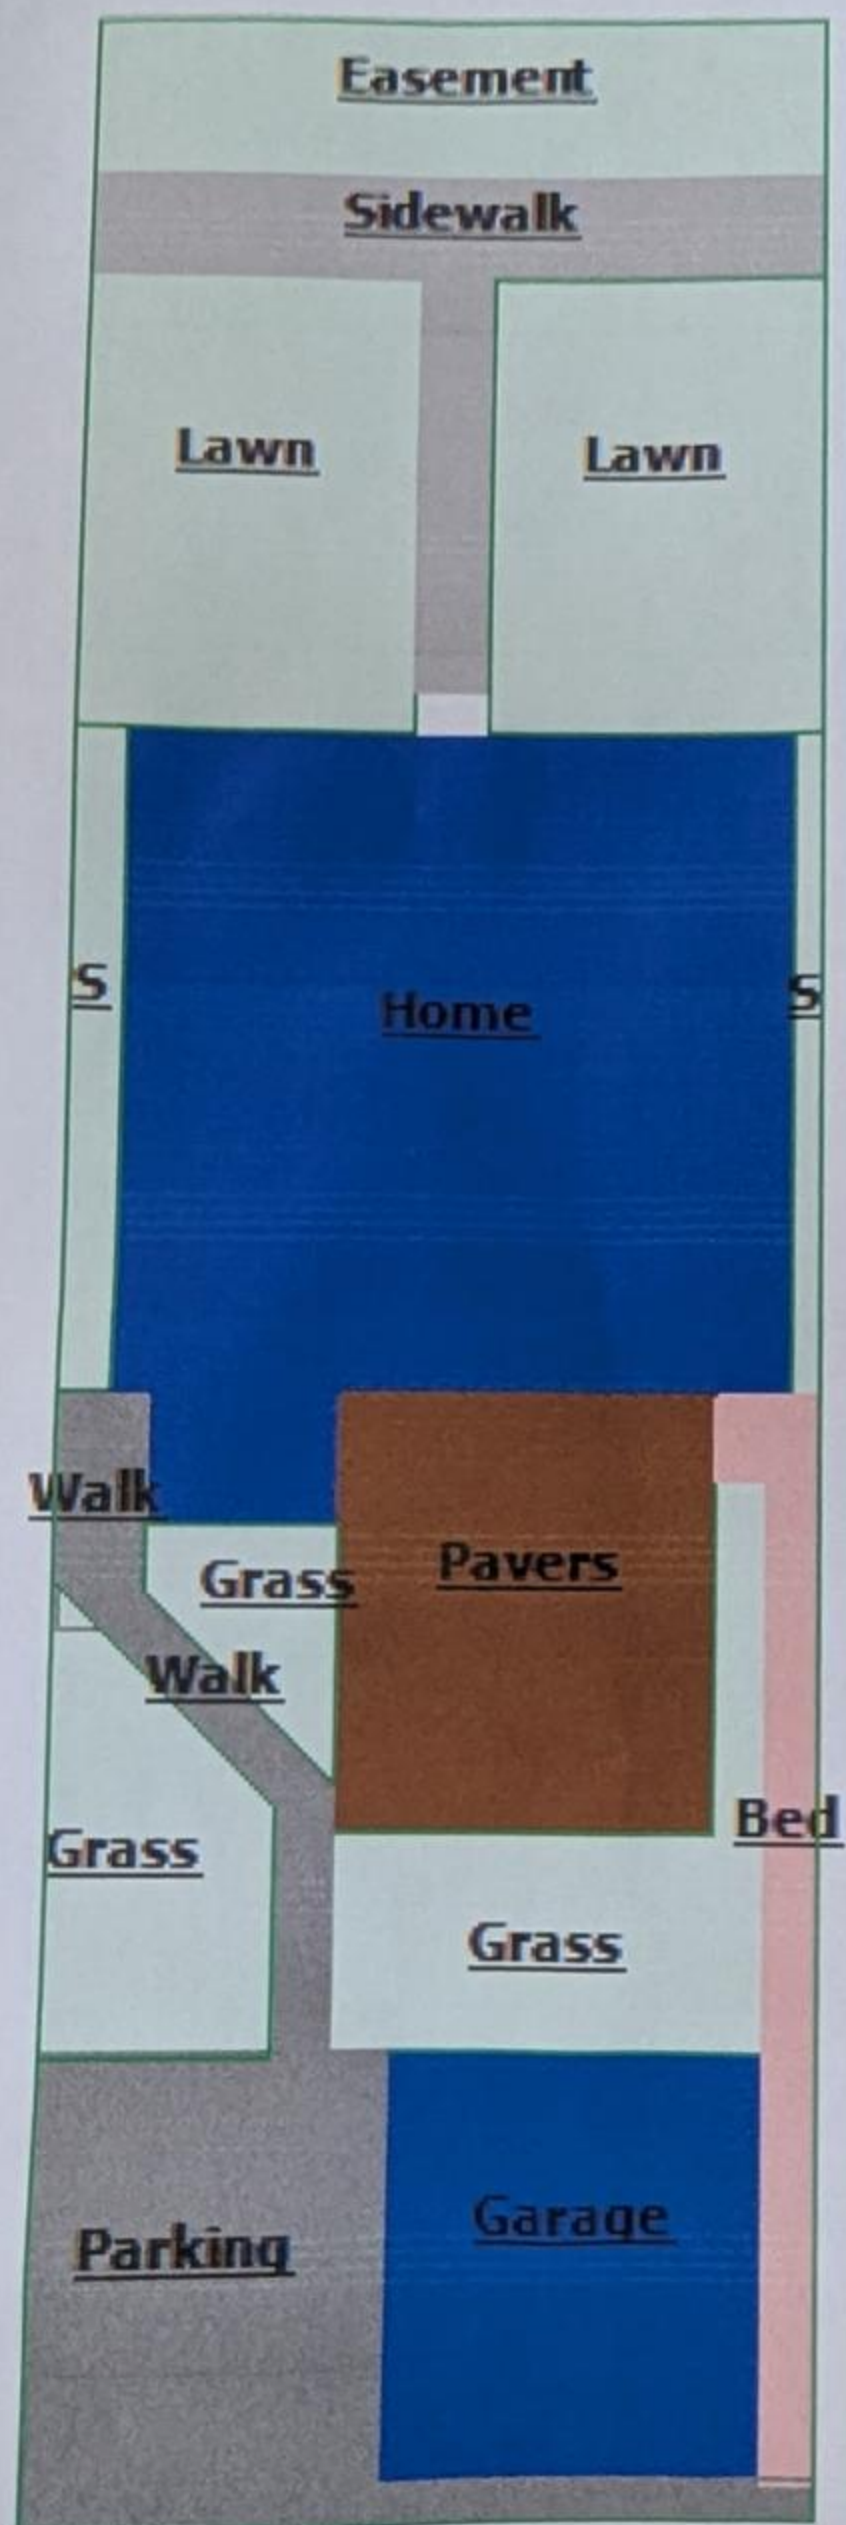 Easement
Sidewalk
Lawn
Lawn
S
Home
S
Walk
Grass
Pavers
Walk
Bed
Grass
Grass
Garage
Parking